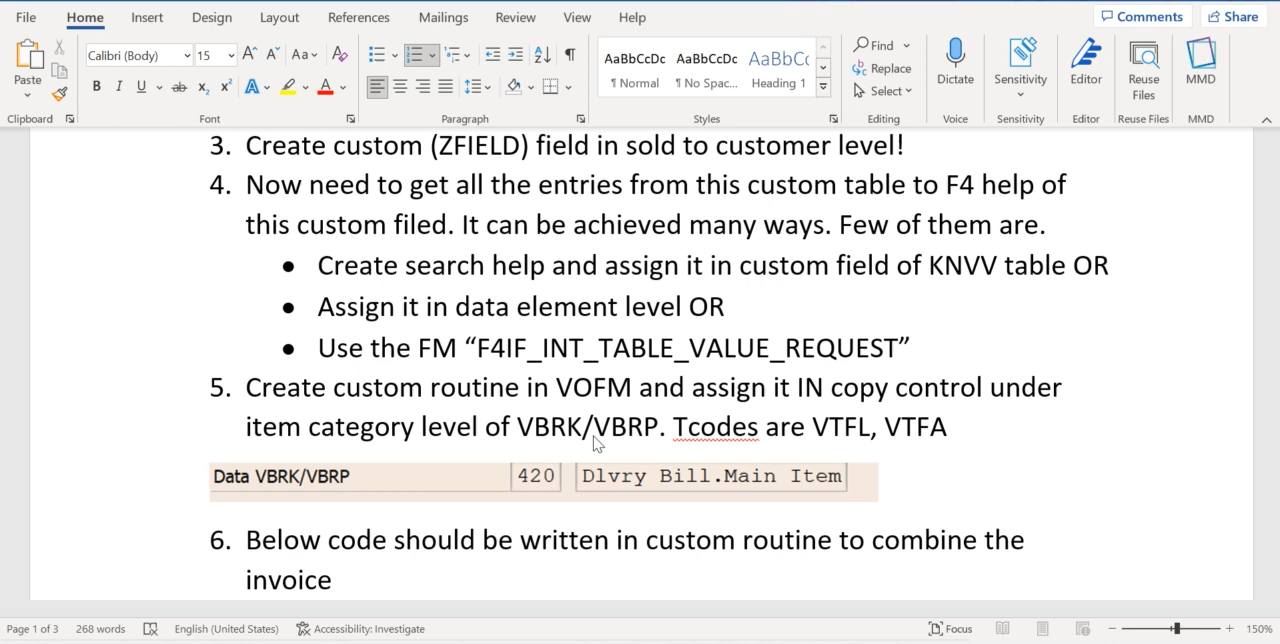 File Home Insert Design Layout References Mailings Review View Help Comments Share
Calibri (Body) 15 A A Aa A
Paste B I U ab x₂ x² A A
AaBbCcDc AaBbCcDc AaBbCc
¶ Normal ¶ No Spac... Heading 1
Find
Replace
Select
Dictate Sensitivity Editor Reuse Files MMD
Clipboard Font Paragraph Styles Editing Voice Sensitivity Editor Reuse Files MMD
3. Create custom (ZFIELD) field in sold to customer level!
4. Now need to get all the entries from this custom table to F4 help of
this custom filed. It can be achieved many ways. Few of them are.
● Create search help and assign it in custom field of KNVV table OR
● Assign it in data element level OR
● Use the FM “F4IF_INT_TABLE_VALUE_REQUEST”
5. Create custom routine in VOFM and assign it IN copy control under
item category level of VBRK/VBRP. Tcodes are VTFL, VTFA
Data VBRK/VBRP 420 Dlvry Bill.Main Item
6. Below code should be written in custom routine to combine the
invoice
Page 1 of 3 268 words English (United States) Accessibility: Investigate Focus 150%